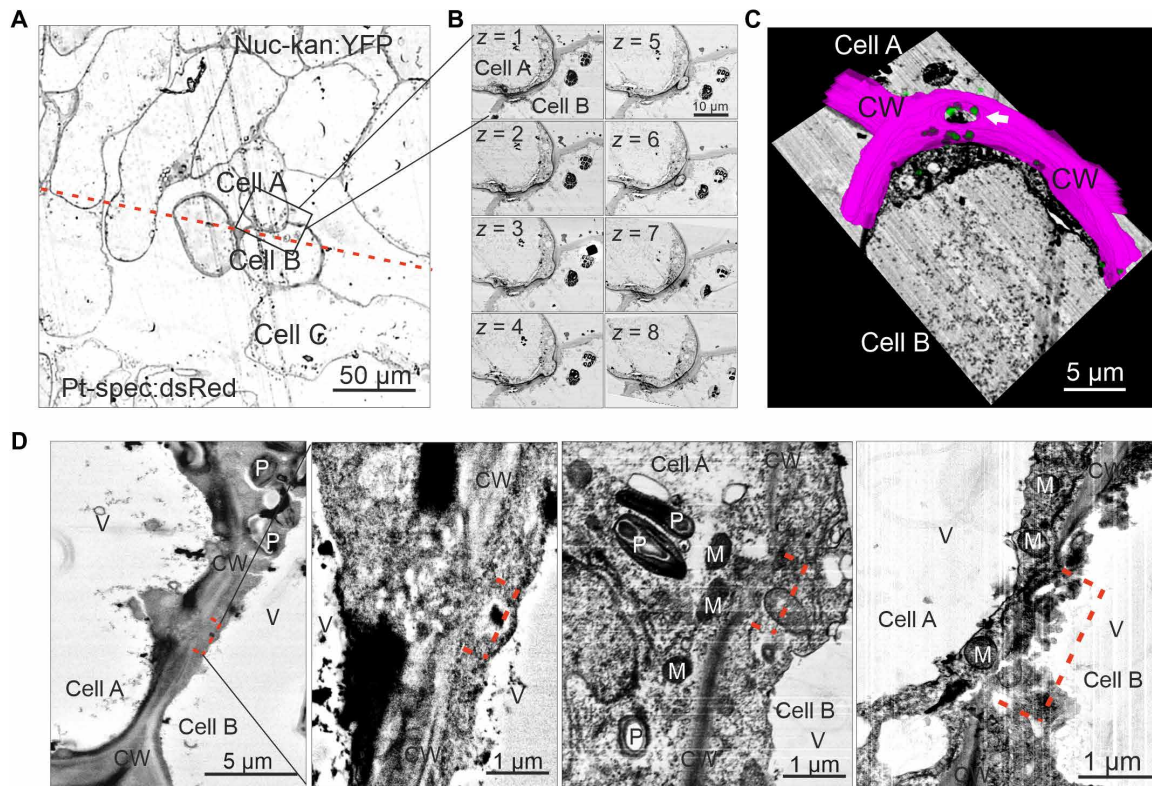 A
Nuc-kan:YFP
Cell A
Cell B
Cell C
Pt-spec:dsRed
50 µm
B
z = 1
Cell A
Cell B
z = 5
10 µm
z = 2
z = 6
z = 3
z = 7
z = 4
z = 8
C
Cell A
CW
CW
Cell B
5 µm
D
P
V
P
CW
V
Cell A
Cell B
CW
5 µm
CW
V
V
CW
1 µm
Cell A
CW
P
P
M
M
M
P
Cell B
V
CW
1 µm
M
CW
V
M
Cell A
V
M
Cell B
CW
1 µm